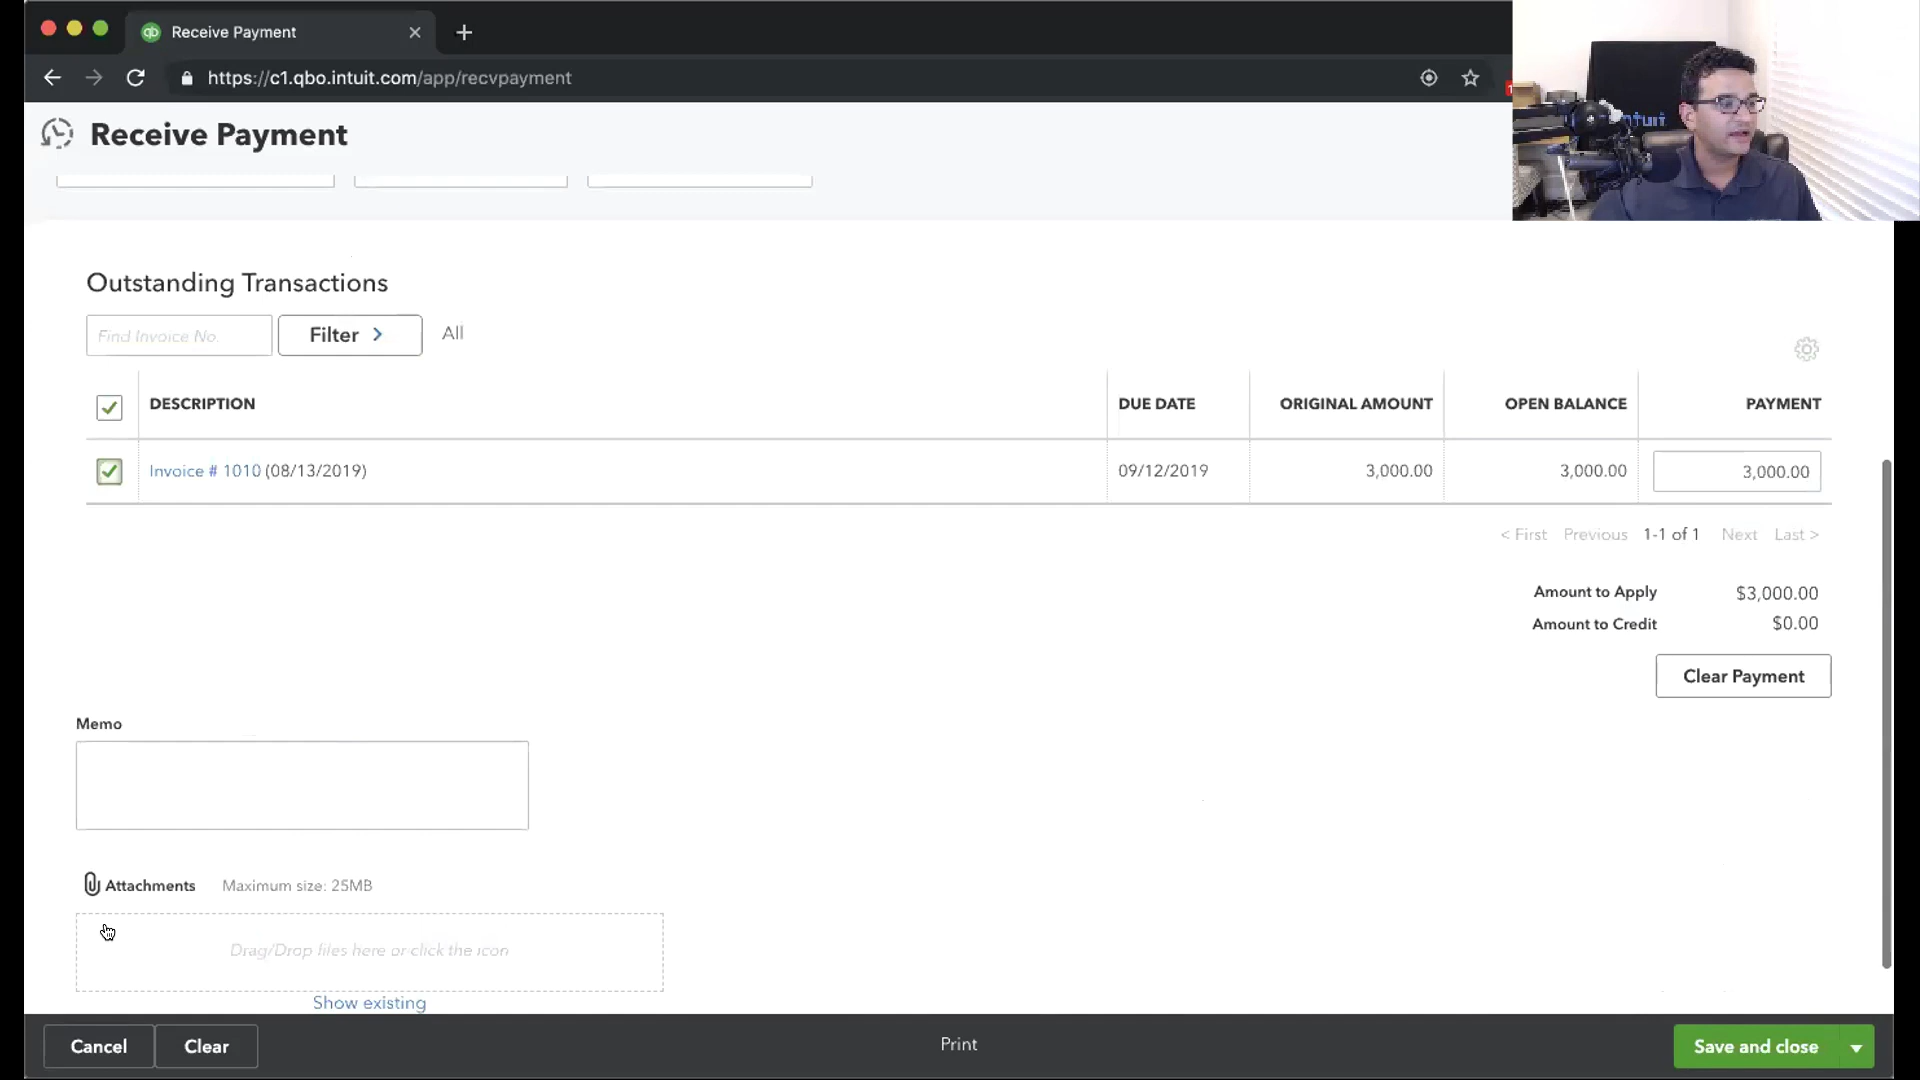 Receive Payment
https://c1.qbo.intuit.com/app/recvpayment
Receive Payment
Outstanding Transactions
Find Invoice No.
Filter >
All
DESCRIPTION
DUE DATE
ORIGINAL AMOUNT
OPEN BALANCE
PAYMENT
Invoice # 1010 (08/13/2019)
09/12/2019
3,000.00
3,000.00
3,000.00
< First Previous 1-1 of 1 Next Last >
Amount to Apply $3,000.00
Amount to Credit $0.00
Clear Payment
Memo
Attachments Maximum size: 25MB
Drag/Drop files here or click the icon
Show existing
Cancel
Clear
Print
Save and close